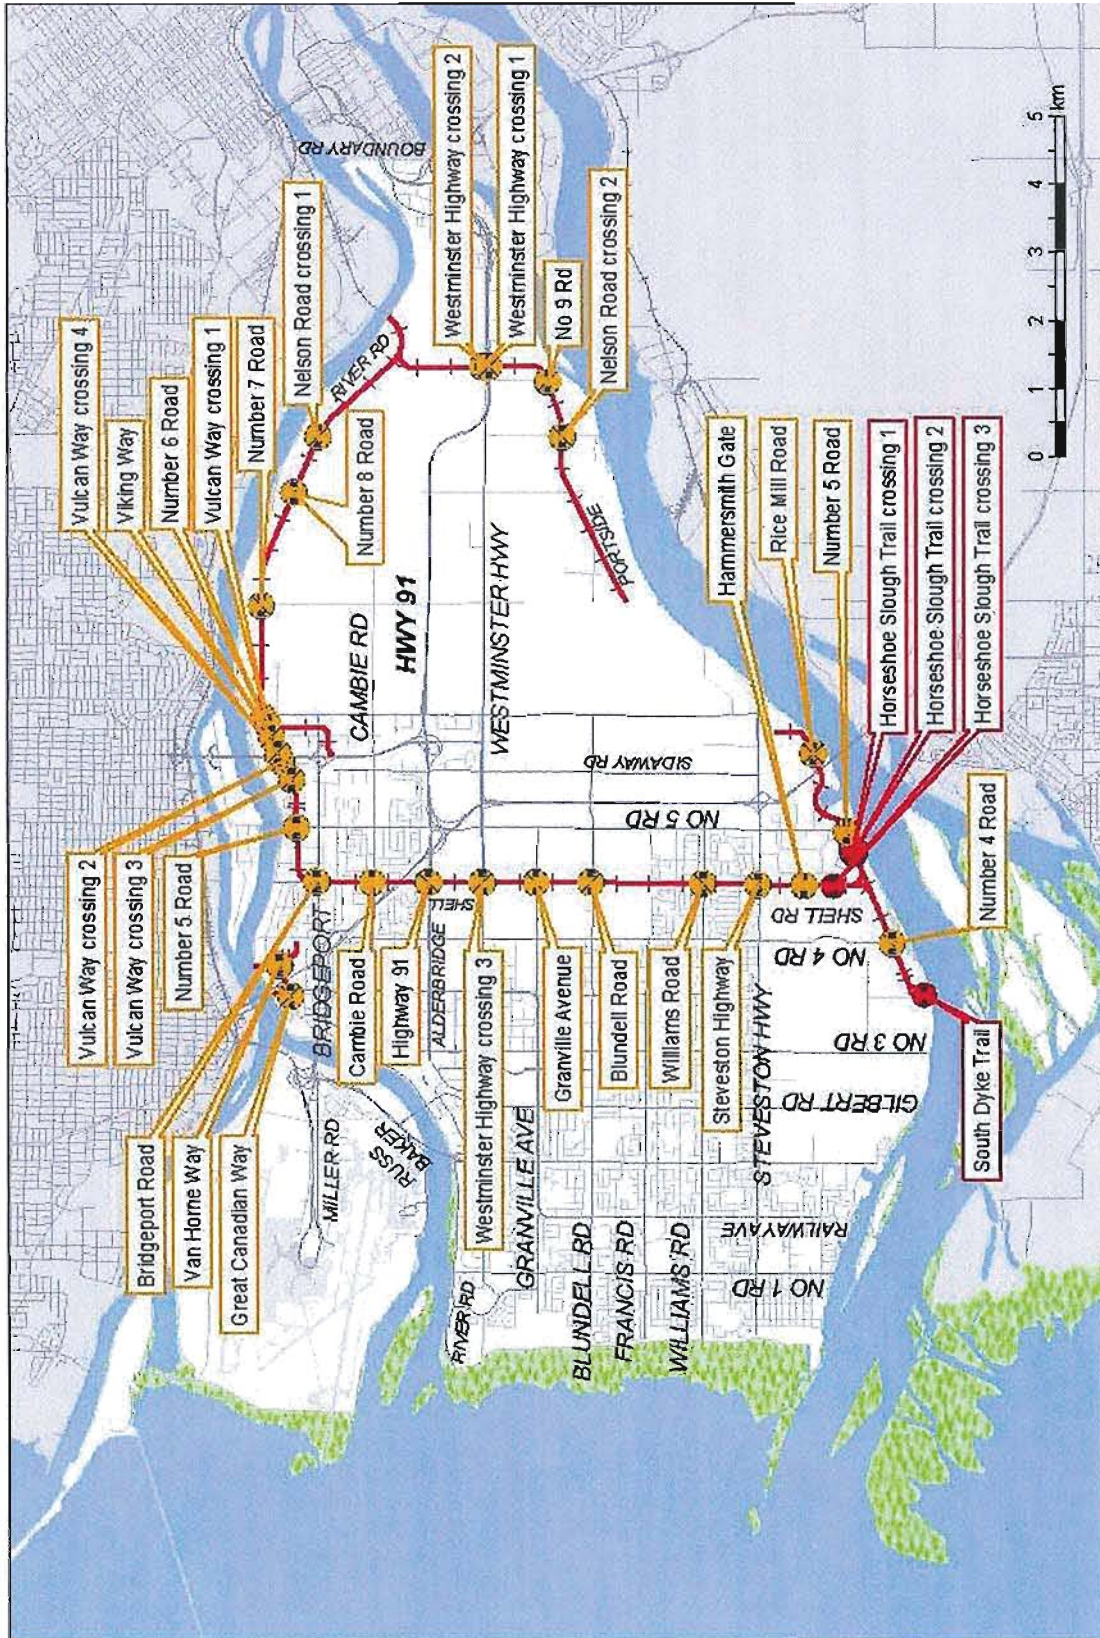 Vulcan Way crossing 4
Viking Way
Number 6 Road
Vulcan Way crossing 1
Number 7 Road
Nelson Road crossing 1
Westminster Highway crossing 2
Westminster Highway crossing 1
No 9 Rd
Nelson Road crossing 2
Number 8 Road
BOUNDARY RD
RIVER RD
CAMBIE RD
HWY 91
WESTMINSTER HWY
PORTSIDE
SIDAWAY RD
NO 5 RD
Vulcan Way crossing 2
Vulcan Way crossing 3
Number 5 Road
BRIDGEPORT
Bridgeport Road
Van Horne Way
Great Canadian Way
Cambie Road
Highway 91
ALDERBRIDGE
SHELL
Westminster Highway crossing 3
Granville Avenue
Blundell Road
Williams Road
Steveston Highway
Hammersmith Gate
Rice Mill Road
Number 5 Road
Horseshoe Slough Trail crossing 1
Horseshoe Slough Trail crossing 2
Horseshoe Slough Trail crossing 3
Number 4 Road
South Dyke Trail
SHELL RD
NO 4 RD
NO 3 RD
GILBERT RD
STEVESTON HWY
RAILWAY AVE
NO 1 RD
MILLER RD
RUSS
BAKER
RIVER RD
GRANVILLE AVE
BLUNDELL RD
FRANCIS RD
WILLIAMS RD
0 1 2 3 4 5
km